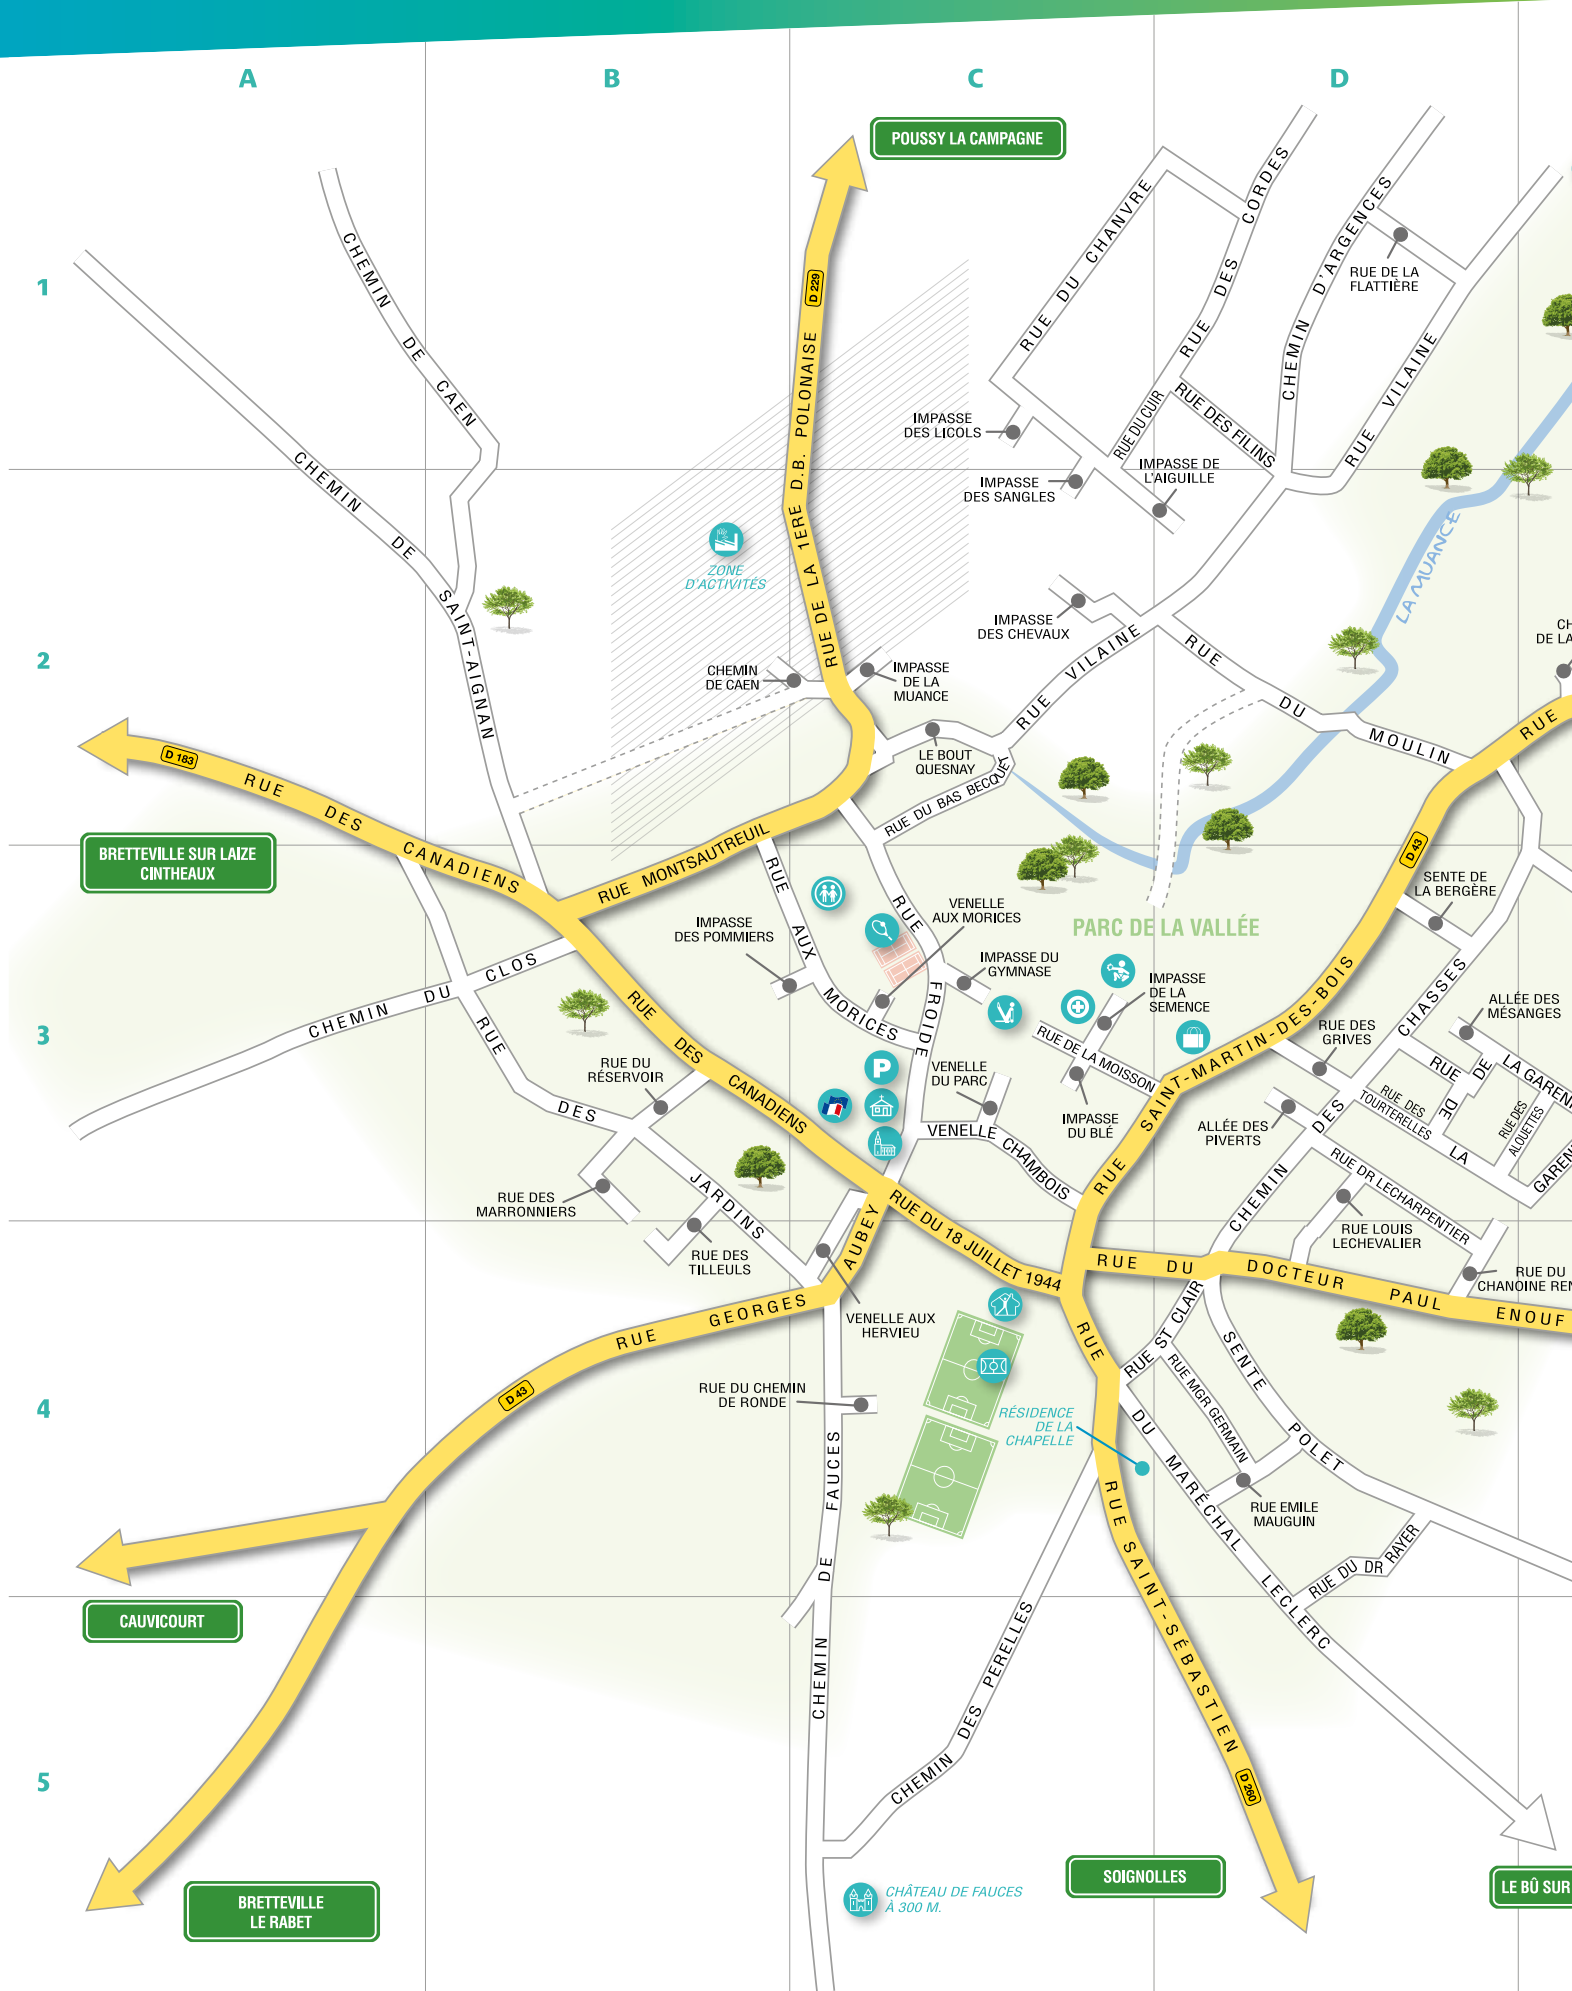 A
B
C
D
1
2
3
4
5
POUSSY LA CAMPAGNE
CHEMIN DE CAEN
CHEMIN DE SAINT-AIGNAN
D 229
RUE DE LA 1ERE D.B. POLONAISE
RUE DU CHANVRE
RUE DES CORDES
CHEMIN D'ARGENCES
RUE DE LA
FLATTIÈRE
RUE VILAINE
IMPASSE
DES LICOLS
RUE DU CUIR
RUE DES FILINS
IMPASSE
DES SANGLES
IMPASSE DE
L'AIGUILLE
ZONE
D'ACTIVITÉS
LA MUANCE
IMPASSE
DES CHEVAUX
RUE VILAINE
RUE DU MOULIN
CHEMIN
DE CAEN
IMPASSE
DE LA
MUANCE
LE BOUT
QUESNAY
RUE DU BAS BECQUET
RUE
D 183
RUE DES CANADIENS
BRETTEVILLE SUR LAIZE
CINTHEAUX
RUE MONTSAUTREUIL
D 43
SENTE DE
LA BERGÈRE
PARC DE LA VALLÉE
IMPASSE
DES POMMIERS
RUE AUX MORICES
VENELLE
AUX MORICES
RUE FROIDE
IMPASSE DU
GYMNASE
IMPASSE
DE LA
SEMENCE
CHEMIN DU CLOS
RUE DES CANADIENS
RUE DU
RÉSERVOIR
RUE DES JARDINS
P
VENELLE
DU PARC
RUE DE LA MOISSON
IMPASSE
DU BLÉ
VENELLE CHAMBOIS
RUE SAINT-MARTIN-DES-BOIS
RUE DES
GRIVES
ALLÉE DES
MÉSANGES
CHEMIN DES CHASSES
RUE DE LA GARENNE
RUE DE LA
RUE DES
TOURTERELLES
RUE DES
ALOUETTES
ALLÉE DES
PIVERTS
RUE DR LECHARPENTIER
RUE LOUIS
LECHEVALIER
RUE DU
RUE DES
MARRONNIERS
RUE DES
TILLEULS
VENELLE AUX
HERVIEU
RUE GEORGES AUBEY
RUE DU 18 JUILLET 1944
RUE DU DOCTEUR PAUL ENOUF
RUE ST CLAIR
SENTE POLET
RUE MGR GERMAIN
RUE DU CHEMIN
DE RONDE
D 43
RÉSIDENCE
DE LA
CHAPELLE
RUE SAINT-SÉBASTIEN
RUE DU MARÉCHAL LECLERC
RUE EMILE
MAUGUIN
RUE DU DR RAYER
CHEMIN DE FAUCES
CHEMIN DES PERELLES
CAUVICOURT
D 260
BRETTEVILLE
LE RABET
SOIGNOLLES
CHÂTEAU DE FAUCES
À 300 M.
LE BÛ SUR